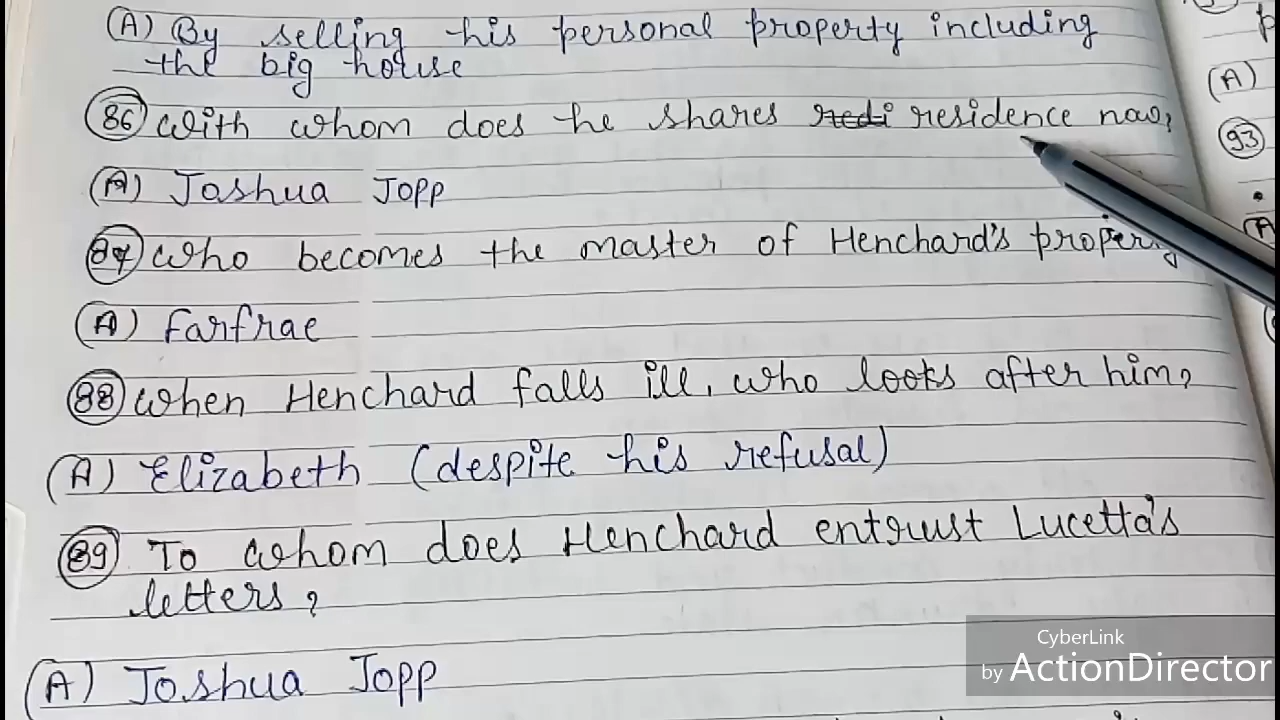 (A) By selling his personal property including
the big house
86 With whom does he shares redi residence now?
(A) Joshua Jopp
87 Who becomes the master of Henchard's
(A) Farfrae
88 When Henchard falls ill, who looks after him?
(A) Elizabeth (despite his refusal)
89 To whom does Henchard entrust Lucetta's
letters?
(A) Joshua Jopp
(A)
93
CyberLink
by ActionDirector